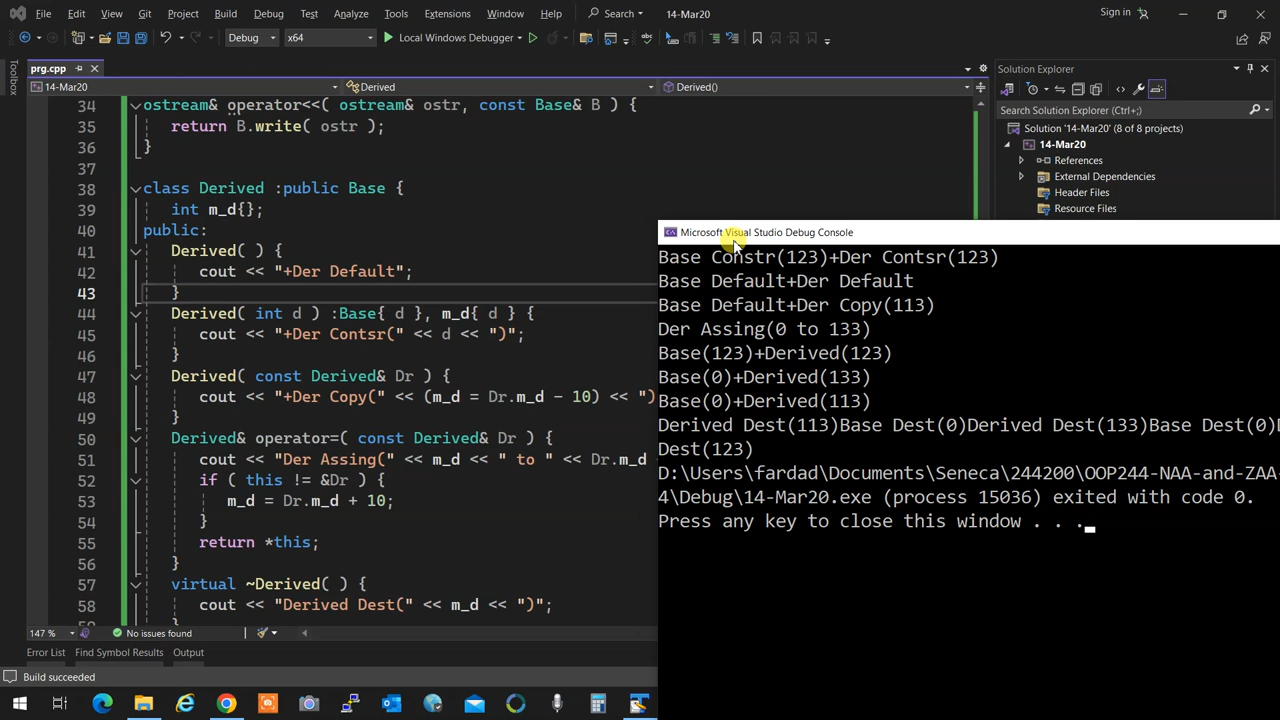 File Edit View Git Project Build Debug Test Analyze Tools Extensions Window Help Search 14-Mar20 Sign in
Debug x64 Local Windows Debugger
Toolbox
prg.cpp
14-Mar20 Derived Derived()
34 ostream& operator<<( ostream& ostr, const Base& B ) {
35 return B.write( ostr );
36 }
37
38 class Derived :public Base {
39 int m_d{};
40 public:
41 Derived( ) {
42 cout << "+Der Default";
43 }
44 Derived( int d ) :Base{ d }, m_d{ d } {
45 cout << "+Der Contsr(" << d << ")";
46 }
47 Derived( const Derived& Dr ) {
48 cout << "+Der Copy(" << (m_d = Dr.m_d - 10) << ")
49 }
50 Derived& operator=( const Derived& Dr ) {
51 cout << "Der Assing(" << m_d << " to " << Dr.m_d
52 if ( this != &Dr ) {
53 m_d = Dr.m_d + 10;
54 }
55 return *this;
56 }
57 virtual ~Derived( ) {
58 cout << "Derived Dest(" << m_d << ")";
}
147 % No issues found
Error List Find Symbol Results Output
Build succeeded
Solution Explorer
Search Solution Explorer (Ctrl+;)
Solution '14-Mar20' (8 of 8 projects)
14-Mar20
References
External Dependencies
Header Files
Resource Files
Microsoft Visual Studio Debug Console
Base Constr(123)+Der Contsr(123)
Base Default+Der Default
Base Default+Der Copy(113)
Der Assing(0 to 133)
Base(123)+Derived(123)
Base(0)+Derived(133)
Base(0)+Derived(113)
Derived Dest(113)Base Dest(0)Derived Dest(133)Base Dest(0)
Dest(123)
D:\Users\fardad\Documents\Seneca\244200\OOP244-NAA-and-ZAA-
4\Debug\14-Mar20.exe (process 15036) exited with code 0.
Press any key to close this window . . .